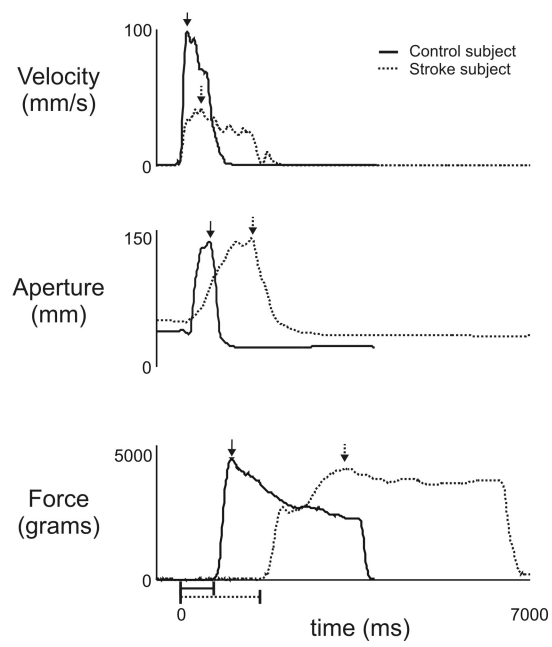 100
Velocity
(mm/s)
0
Control subject
Stroke subject
150
Aperture
(mm)
0
5000
Force
(grams)
0
0
7000
time (ms)